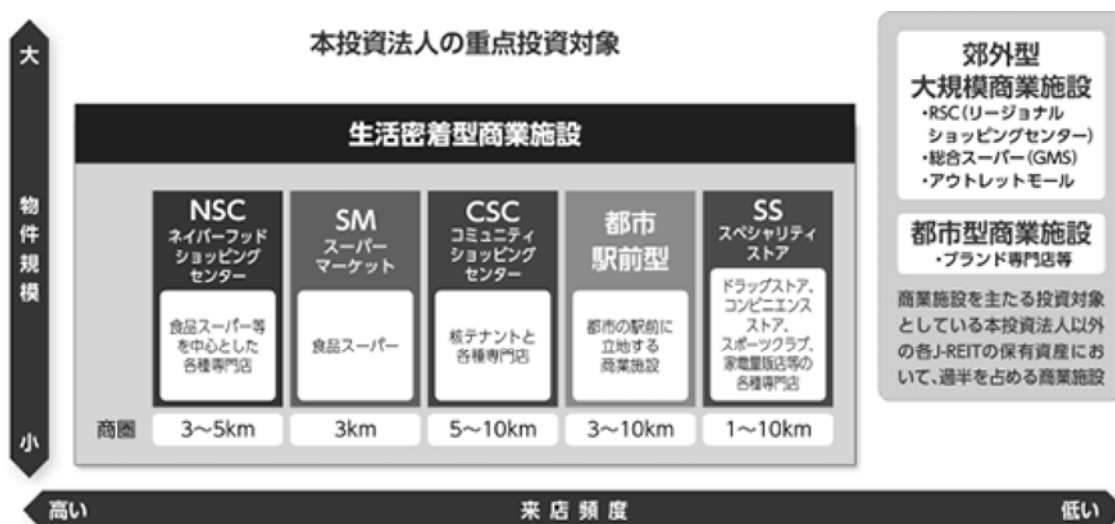 大
物件規模
小
本投資法人の重点投資対象
生活密着型商業施設
NSC
ネイバーフッド
ショッピング
センター
食品スーパー等
を中心とした
各種専門店
SM
スーパー
マーケット
食品スーパー
CSC
コミュニティ
ショッピング
センター
核テナントと
各種専門店
都市
駅前型
都市の駅前に
立地する
商業施設
SS
スペシャリティ
ストア
ドラッグストア、
コンビニエンス
ストア、
スポーツクラブ、
家電量販店等の
各種専門店
商圏
3〜5km
3km
5〜10km
3〜10km
1〜10km
郊外型
大規模商業施設
・RSC(リージョナル
ショッピングセンター)
・総合スーパー(GMS)
・アウトレットモール
都市型商業施設
・ブランド専門店等
商業施設を主たる投資対象
としている本投資法人以外
の各J-REITの保有資産にお
いて、過半を占める商業施設
高い
来店頻度
低い